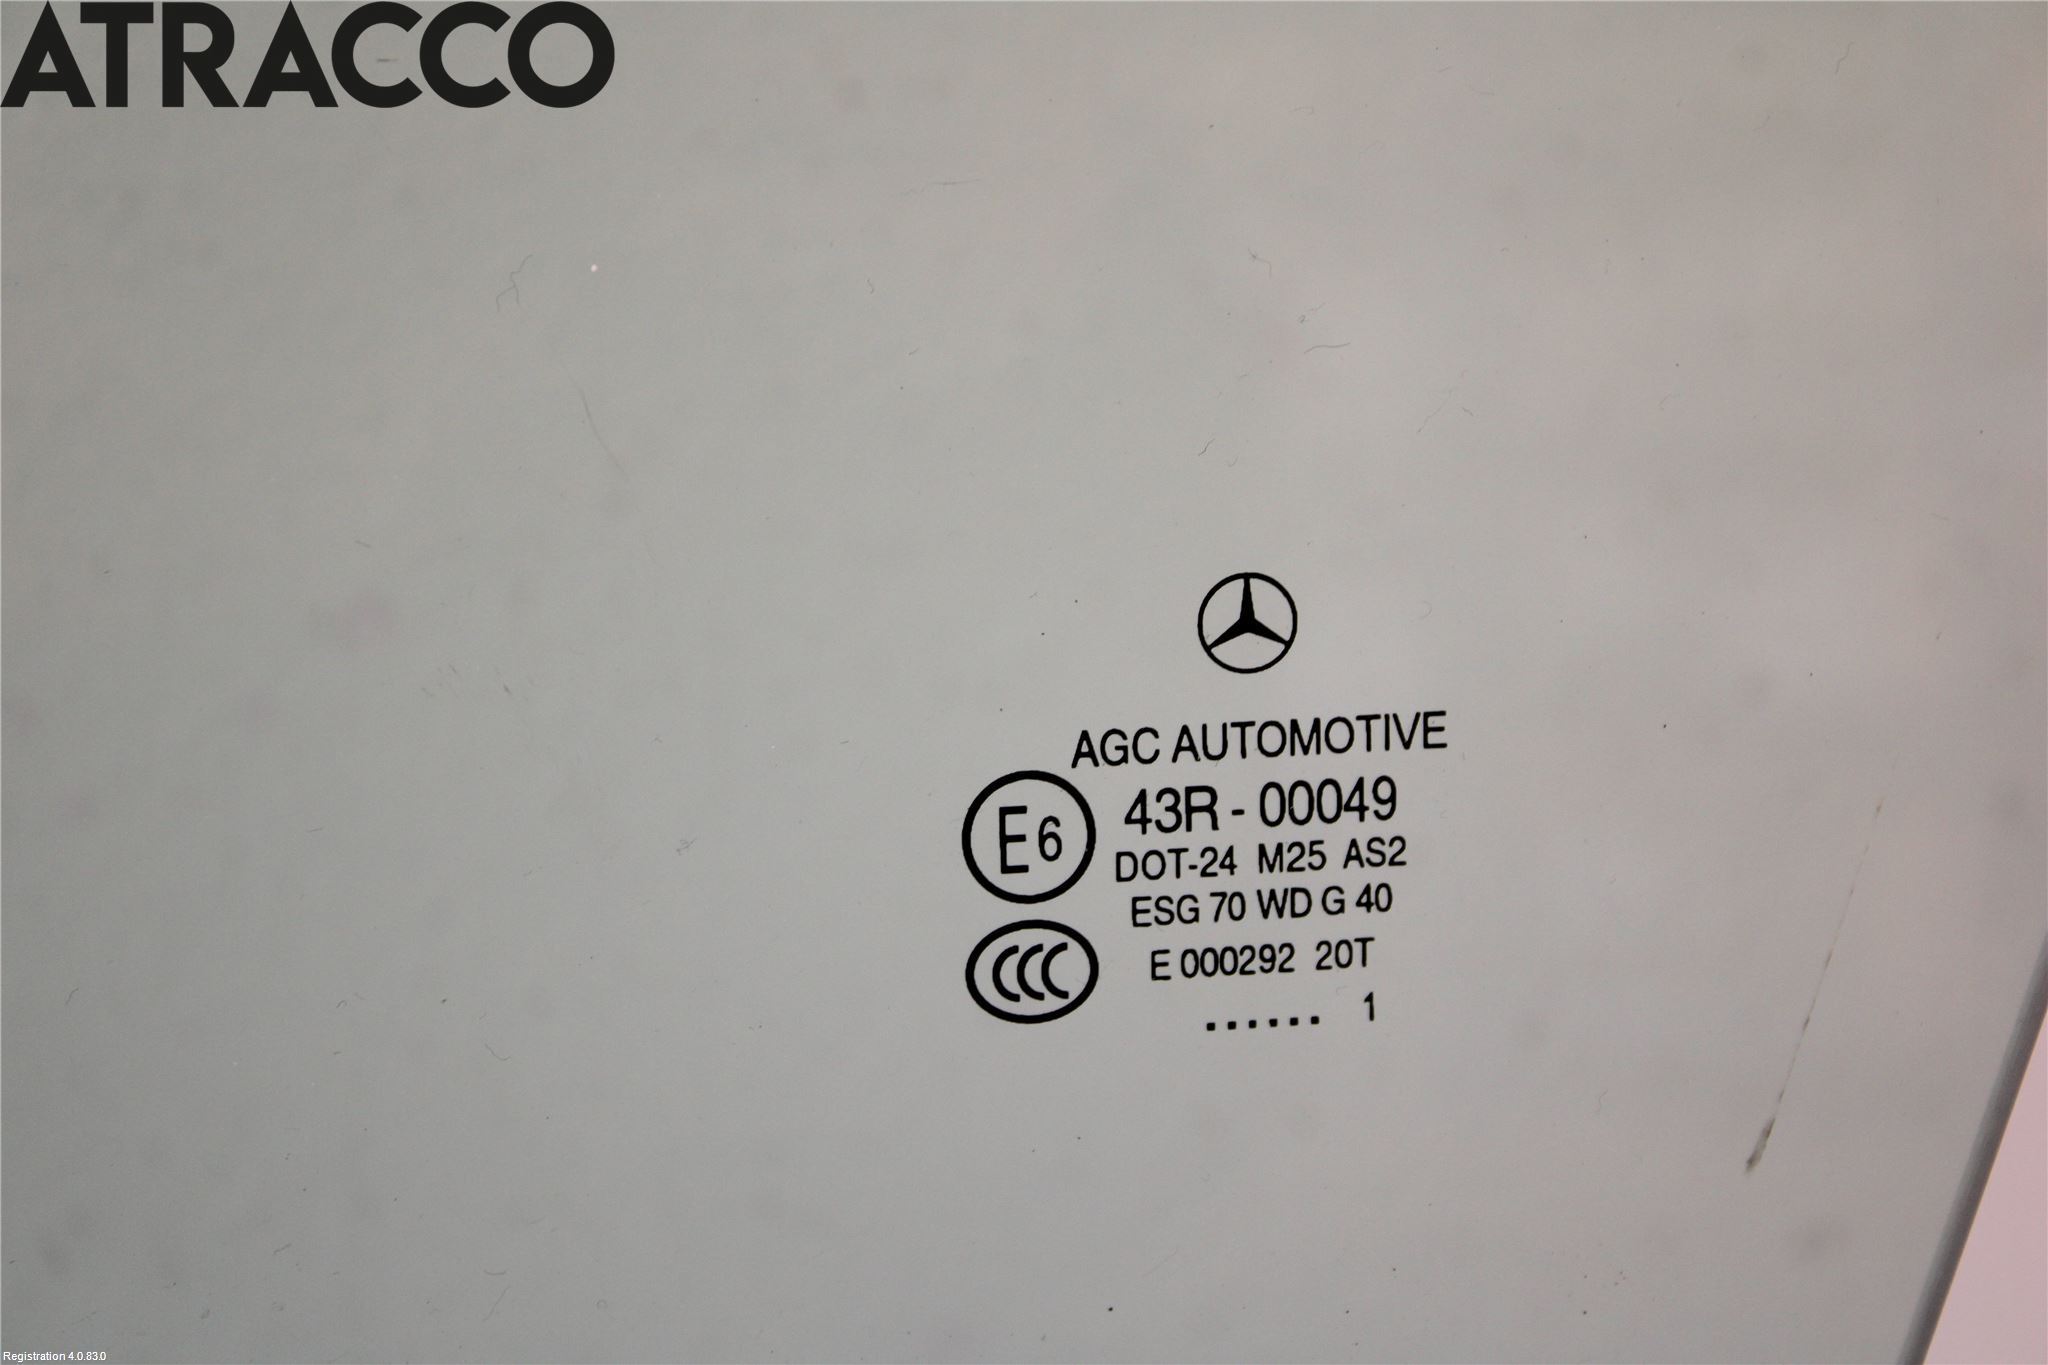 ATRACCO
AGC AUTOMOTIVE
E6
43R - 00049
DOT-24 M25 AS2
ESG 70 WD G 40
CCC
E 000292 20T
...... 1
Registration 4.0.83.0